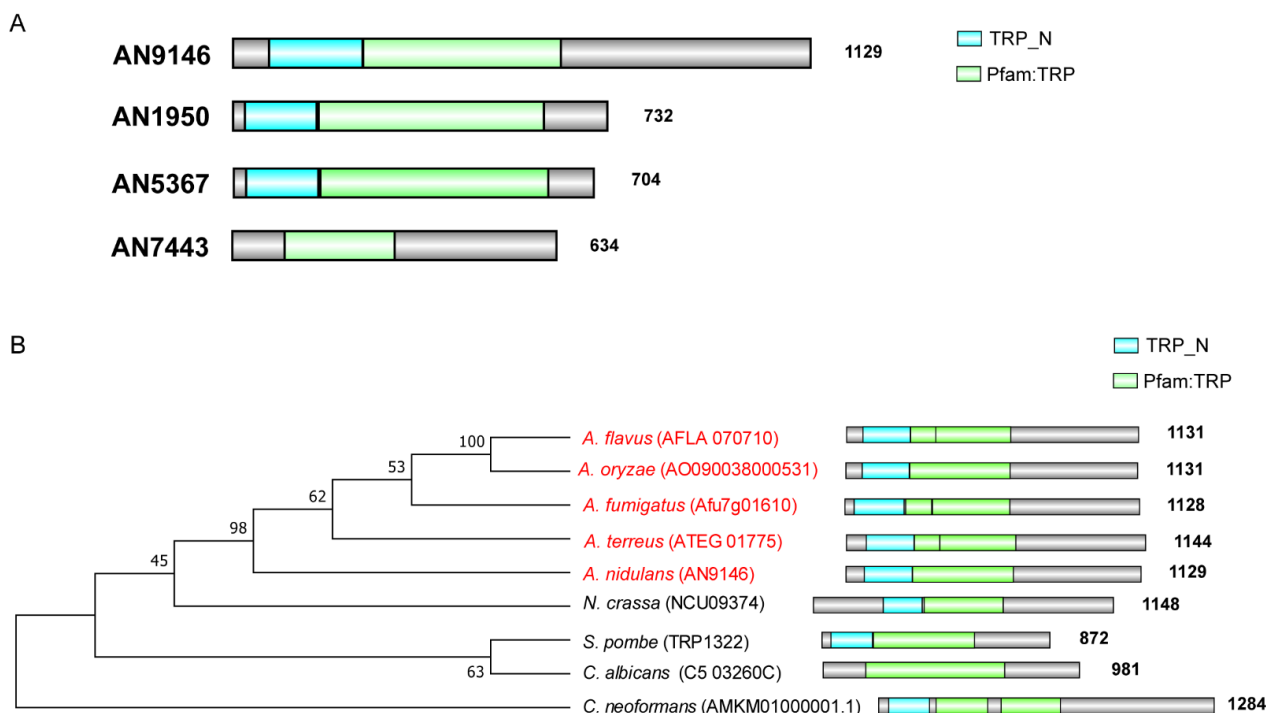 A
AN9146 1129 TRP_N
Pfam:TRP
AN1950 732
AN5367 704
AN7443 634
B
TRP_N
Pfam:TRP
100 A. flavus (AFLA 070710) 1131
53 A. oryzae (AO090038000531) 1131
62 A. fumigatus (Afu7g01610) 1128
98 A. terreus (ATEG 01775) 1144
45 A. nidulans (AN9146) 1129
N. crassa (NCU09374) 1148
S. pombe (TRP1322) 872
63 C. albicans (C5 03260C) 981
C. neoformans (AMKM01000001.1) 1284